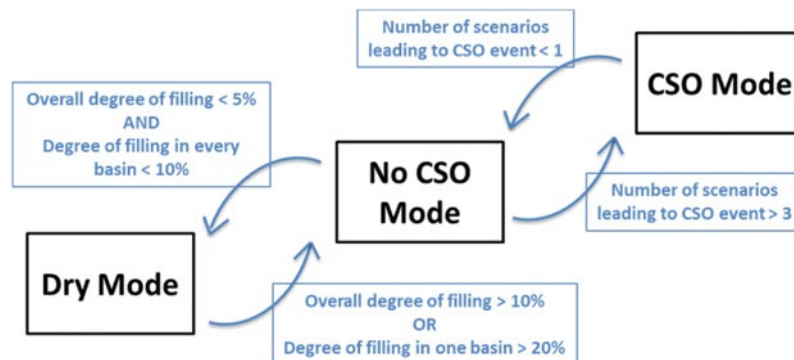 Number of scenarios
leading to CSO event < 1
CSO Mode
Overall degree of filling < 5%
AND
Degree of filling in every
basin < 10%
No CSO
Mode
Number of scenarios
leading to CSO event > 3
Dry Mode
Overall degree of filling > 10%
OR
Degree of filling in one basin > 20%